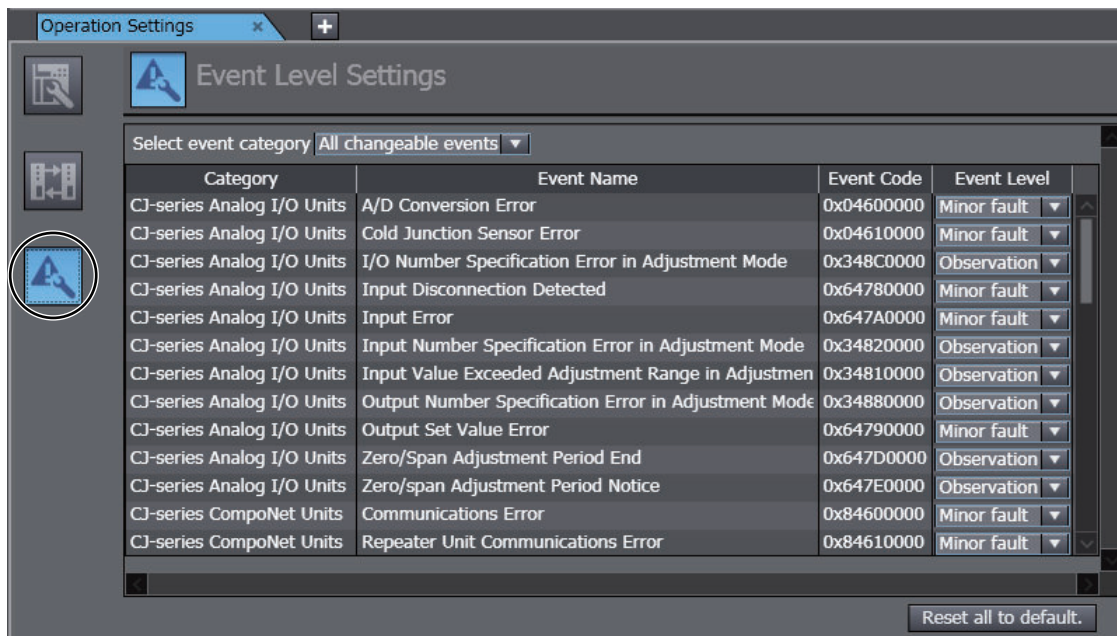 Operation Settings
Event Level Settings
Select event category All changeable events
Category Event Name Event Code Event Level
CJ-series Analog I/O Units A/D Conversion Error 0x04600000 Minor fault
CJ-series Analog I/O Units Cold Junction Sensor Error 0x04610000 Minor fault
CJ-series Analog I/O Units I/O Number Specification Error in Adjustment Mode 0x348C0000 Observation
CJ-series Analog I/O Units Input Disconnection Detected 0x64780000 Minor fault
CJ-series Analog I/O Units Input Error 0x647A0000 Minor fault
CJ-series Analog I/O Units Input Number Specification Error in Adjustment Mode 0x34820000 Observation
CJ-series Analog I/O Units Input Value Exceeded Adjustment Range in Adjustmen 0x34810000 Observation
CJ-series Analog I/O Units Output Number Specification Error in Adjustment Mode 0x34880000 Observation
CJ-series Analog I/O Units Output Set Value Error 0x64790000 Minor fault
CJ-series Analog I/O Units Zero/Span Adjustment Period End 0x647D0000 Observation
CJ-series Analog I/O Units Zero/span Adjustment Period Notice 0x647E0000 Observation
CJ-series CompoNet Units Communications Error 0x84600000 Minor fault
CJ-series CompoNet Units Repeater Unit Communications Error 0x84610000 Minor fault
Reset all to default.